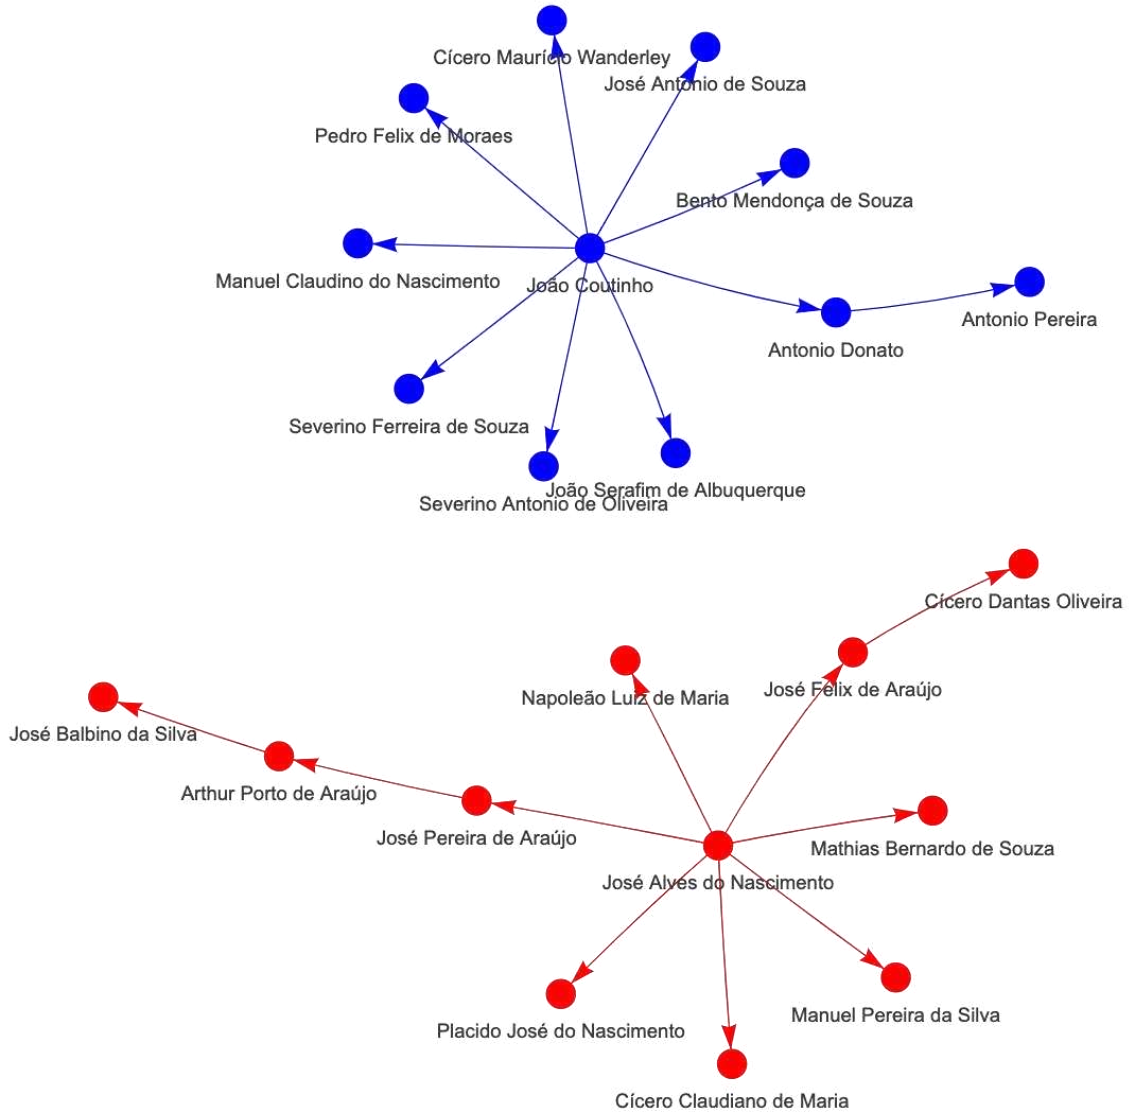 Cícero Maurício Wanderley
José Antonio de Souza
Pedro Felix de Moraes
Bento Mendonça de Souza
Manuel Claudino do Nascimento
João Coutinho
Antonio Pereira
Antonio Donato
Severino Ferreira de Souza
João Serafim de Albuquerque
Severino Antonio de Oliveira
Cícero Dantas Oliveira
José Felix de Araújo
Napoleão Luiz de Maria
José Balbino da Silva
Arthur Porto de Araújo
José Pereira de Araújo
Mathias Bernardo de Souza
José Alves do Nascimento
Manuel Pereira da Silva
Placido José do Nascimento
Cícero Claudiano de Maria